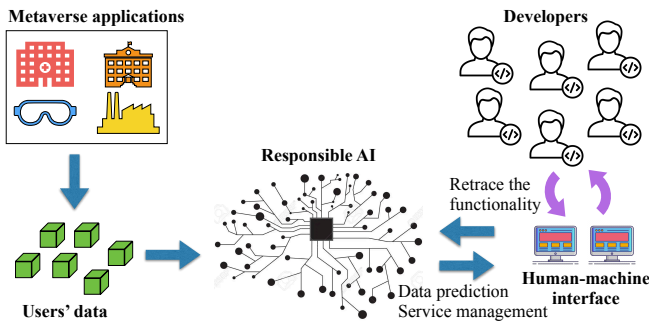 Metaverse applications
Developers
Responsible AI
Retrace the
functionality
Users' data
Data prediction
Service management
Human-machine
interface